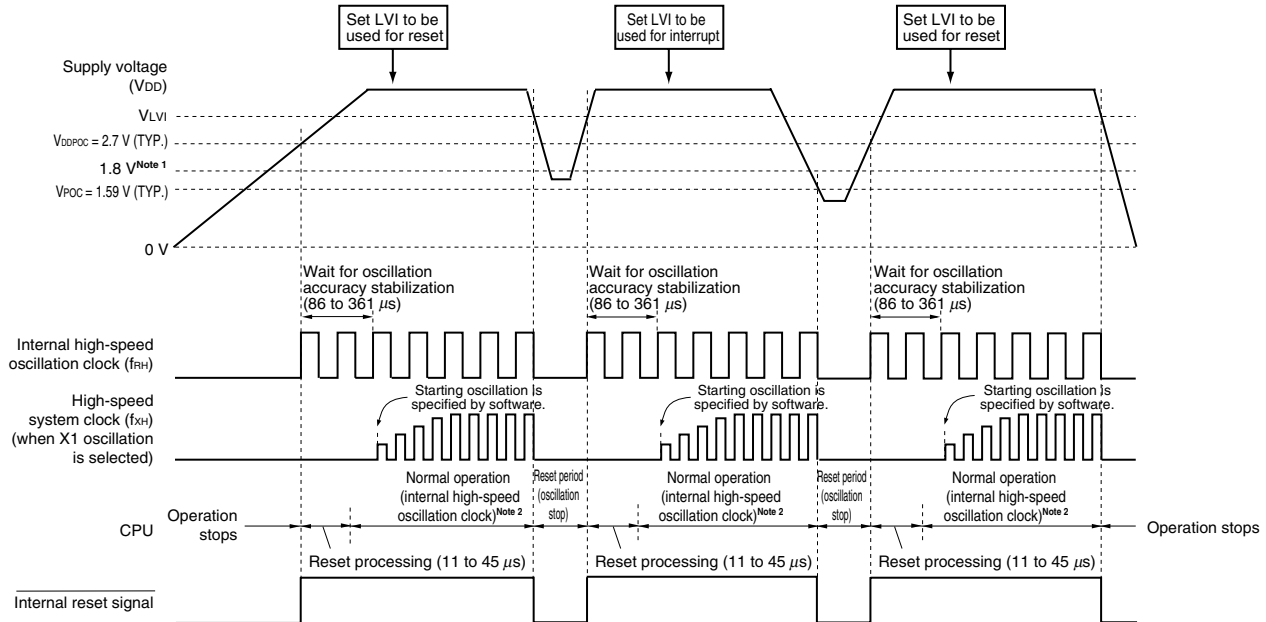 Set LVI to be
used for reset
Set LVI to be
used for interrupt
Set LVI to be
used for reset
Supply voltage
(VDD)
VLVI
VDDPOC = 2.7 V (TYP.)
1.8 V Note 1
VPOC = 1.59 V (TYP.)
0 V
Wait for oscillation
accuracy stabilization
(86 to 361 μs)
Wait for oscillation
accuracy stabilization
(86 to 361 μs)
Wait for oscillation
accuracy stabilization
(86 to 361 μs)
Internal high-speed
oscillation clock (fRH)
Starting oscillation is
specified by software.
Starting oscillation is
specified by software.
Starting oscillation is
specified by software.
High-speed
system clock (fXH)
(when X1 oscillation
is selected)
Normal operation
(internal high-speed
oscillation clock) Note 2
Reset period
(oscillation
stop)
Normal operation
(internal high-speed
oscillation clock) Note 2
Reset period
(oscillation
stop)
Normal operation
(internal high-speed
oscillation clock) Note 2
CPU
Operation
stops
Operation stops
Reset processing (11 to 45 μs)
Reset processing (11 to 45 μs)
Reset processing (11 to 45 μs)
Internal reset signal